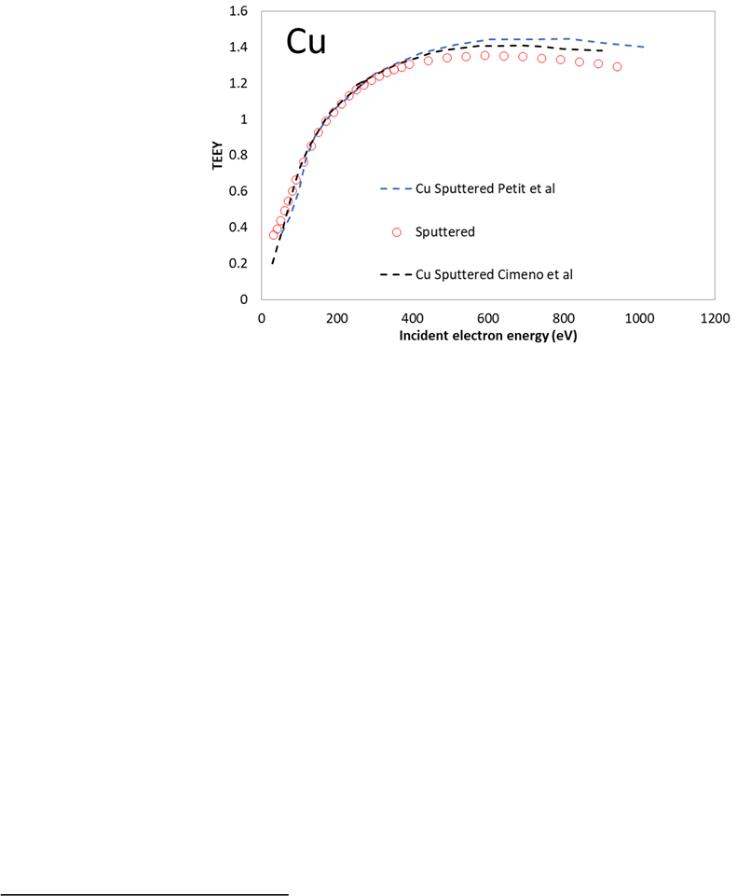 1.6
Cu
1.4
1.2
1
0.8
0.6
0.4
0.2
0
TEEY
Cu Sputtered Petit et al
Sputtered
Cu Sputtered Cimeno et al
0 200 400 600 800 1000 1200
Incident electron energy (eV)